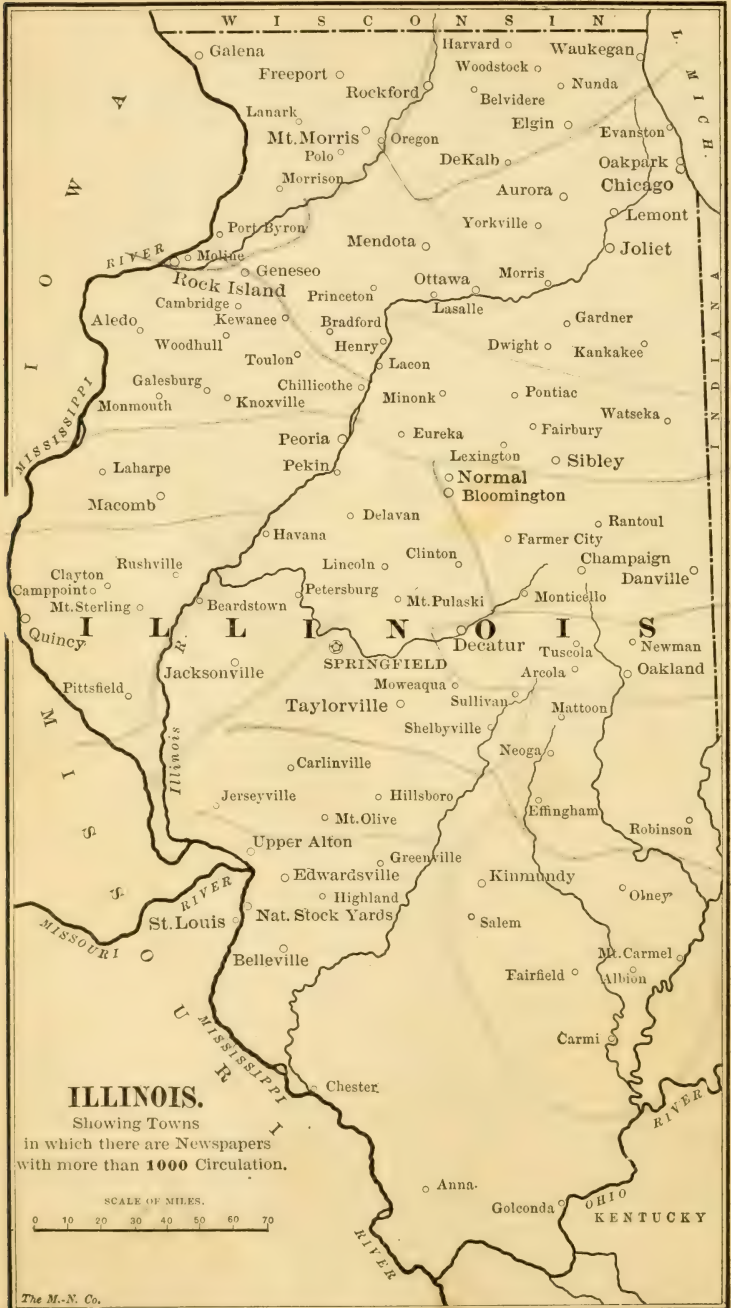 WISCONSIN
L. MICH.
IOWA
INDIANA
MISSOURI
ILLINOIS
KENTUCKY
Galena
Harvard
Waukegan
Freeport
Woodstock
Rockford
Belvidere
Nunda
Lanark
Elgin
Evanston
Mt. Morris
Oregon
Polo
DeKalb
Oakpark
Morrison
Aurora
Chicago
Port Byron
Yorkville
Lemont
RIVER
Moline
Mendota
Joliet
Rock Island
Geneseo
Ottawa
Morris
Princeton
Lasalle
Cambridge
Aledo
Kewanee
Bradford
Gardner
Woodhull
Henry
Dwight
Kankakee
Toulon
Lacon
Galesburg
Chillicothe
Minonk
Pontiac
Monmouth
Knoxville
MISSISSIPPI
Watseka
Peoria
Eureka
Fairbury
Lexington
Sibley
Laharpe
Pekin
Normal
Bloomington
Macomb
Delavan
Rantoul
Havana
Farmer City
Clinton
Champaign
Rushville
Lincoln
Danville
Clayton
Camppoint
Petersburg
Monticello
Mt. Sterling
Beardstown
Mt. Pulaski
Quincy
Decatur
Newman
Tuscola
Jacksonville
SPRINGFIELD
Arcola
Oakland
Moweaqua
Pittsfield
Sullivan
Taylorville
Mattoon
Shelbyville
Illinois R.
Neoga
Carlinville
Jerseyville
Hillsboro
Effingham
Mt. Olive
Robinson
Upper Alton
Greenville
Edwardsville
Kinmundy
RIVER
Highland
Olney
MISSOURI
St. Louis
Nat. Stock Yards
Salem
Belleville
Mt. Carmel
Fairfield
Albion
MISSISSIPPI
Carmi
Chester.
RIVER
Anna.
Golconda
OHIO
RIVER
ILLINOIS.
Showing Towns
in which there are Newspapers
with more than 1000 Circulation.
SCALE OF MILES.
0 10 20 30 40 50 60 70
The M.-N. Co.